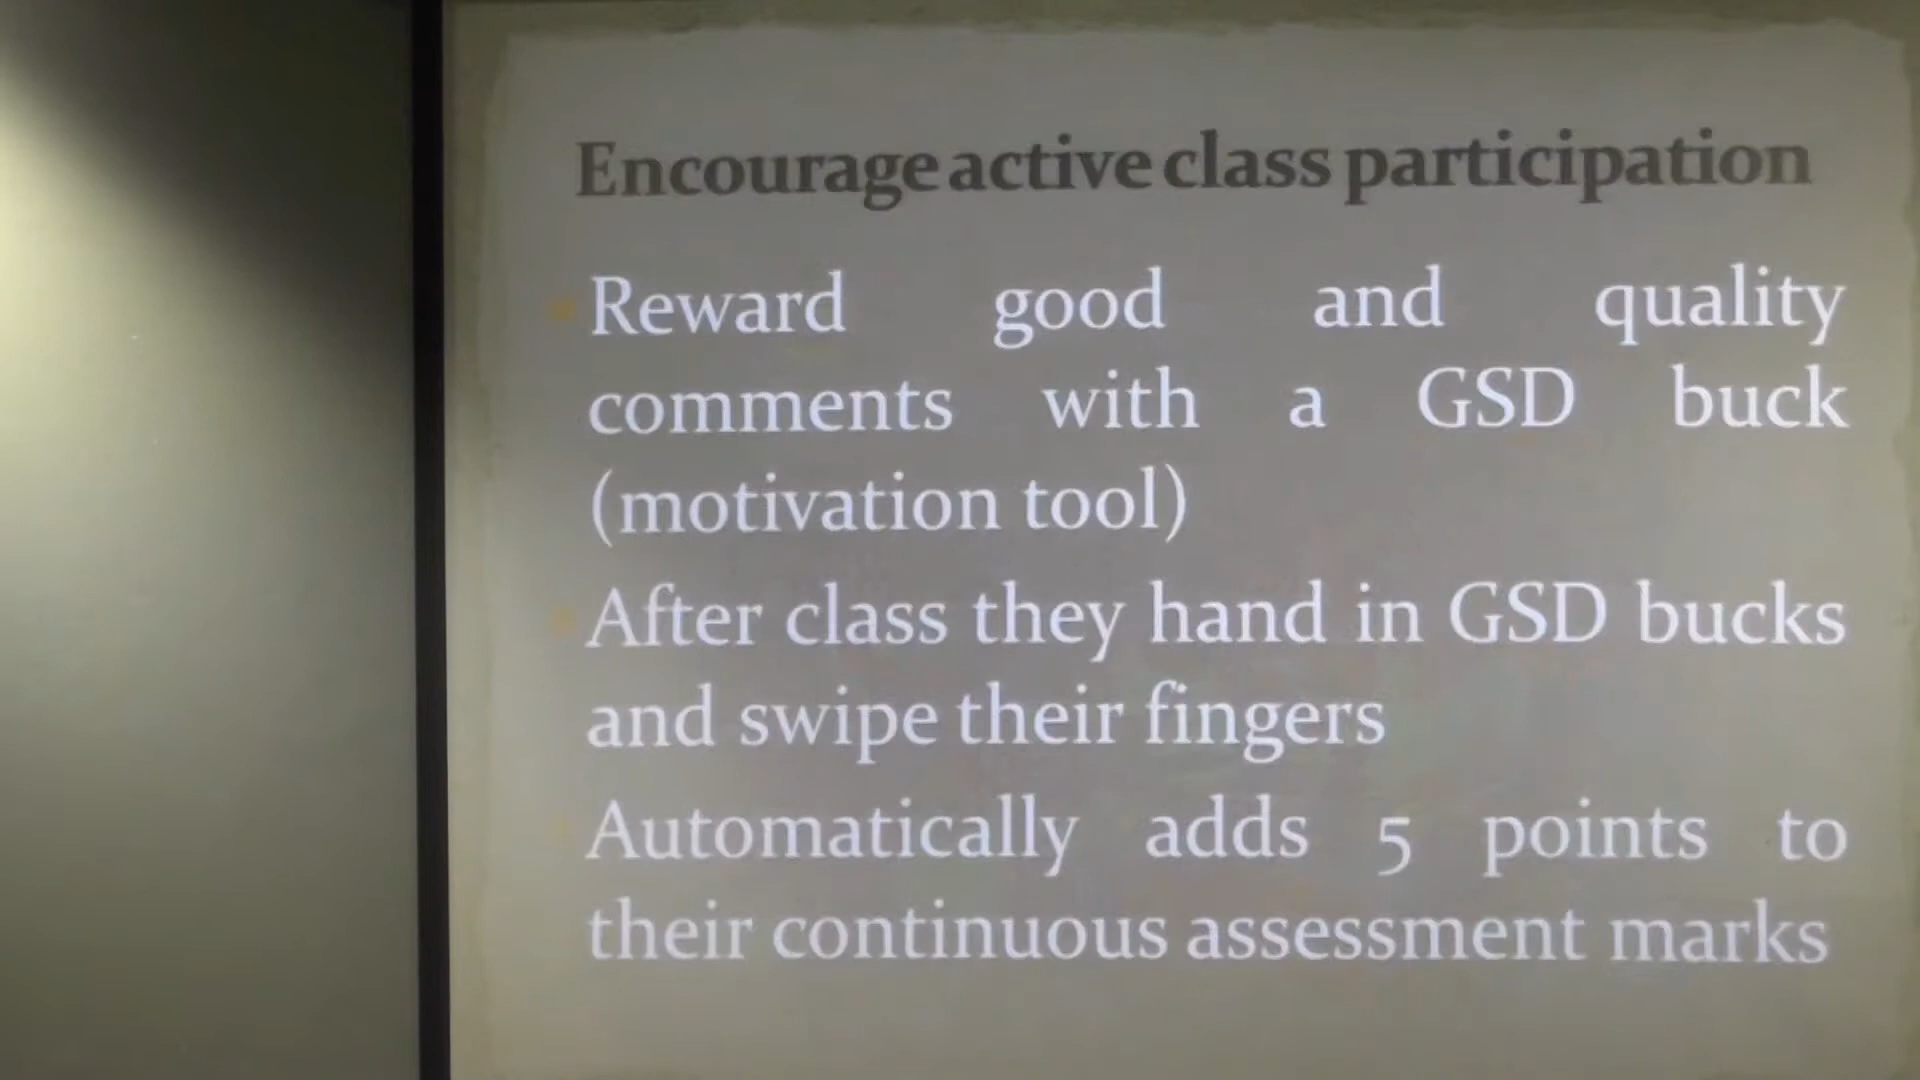 Encourage active class participation
Reward good and quality
comments with a GSD buck
(motivation tool)
After class they hand in GSD bucks
and swipe their fingers
Automatically adds 5 points to
their continuous assessment marks